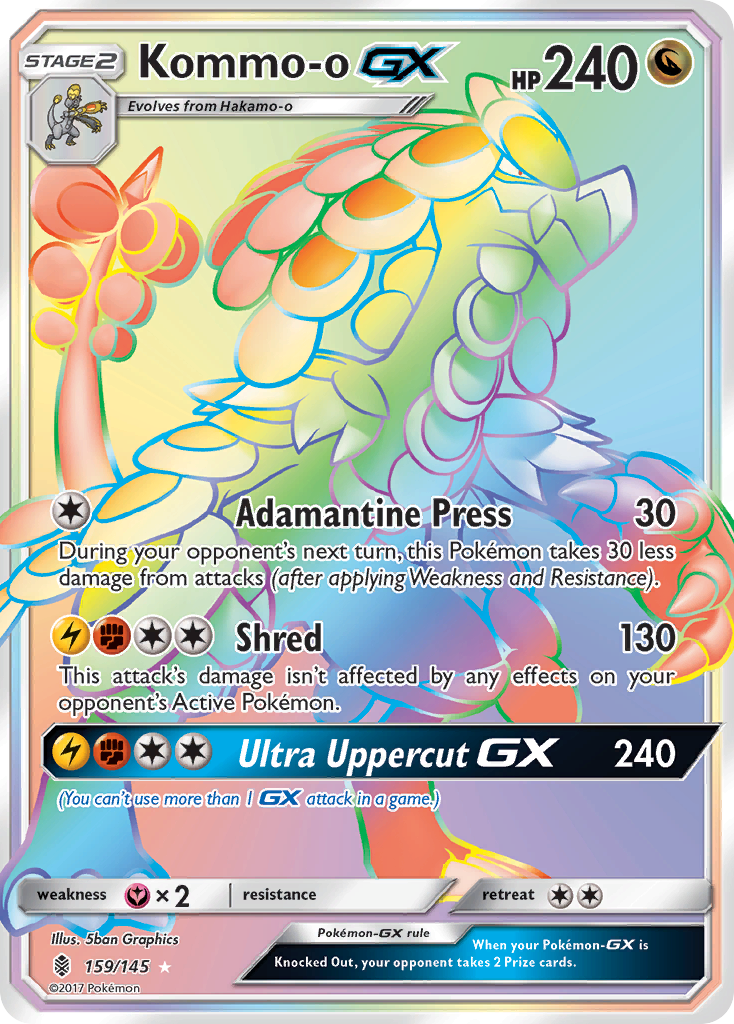 STAGE2 Kommo-o GX HP 240
Evolves from Hakamo-o
Adamantine Press 30
During your opponent's next turn, this Pokémon takes 30 less
damage from attacks (after applying Weakness and Resistance).
Shred 130
This attack's damage isn't affected by any effects on your
opponent's Active Pokémon.
Ultra Uppercut GX 240
(You can't use more than 1 GX attack in a game.)
weakness ×2 resistance retreat
Illus. 5ban Graphics
159/145
©2017 Pokémon
Pokémon-GX rule
When your Pokémon-GX is
Knocked Out, your opponent takes 2 Prize cards.